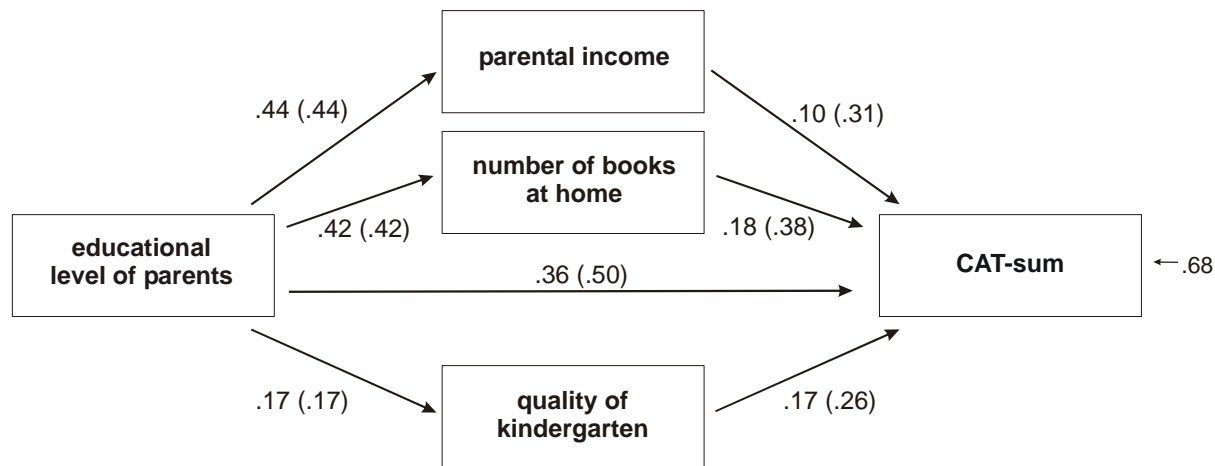 parental income
.44 (.44)
.10 (.31)
number of books
at home
.42 (.42)
.18 (.38)
educational
level of parents
CAT-sum
.68
.36 (.50)
.17 (.17)
quality of
kindergarten
.17 (.26)